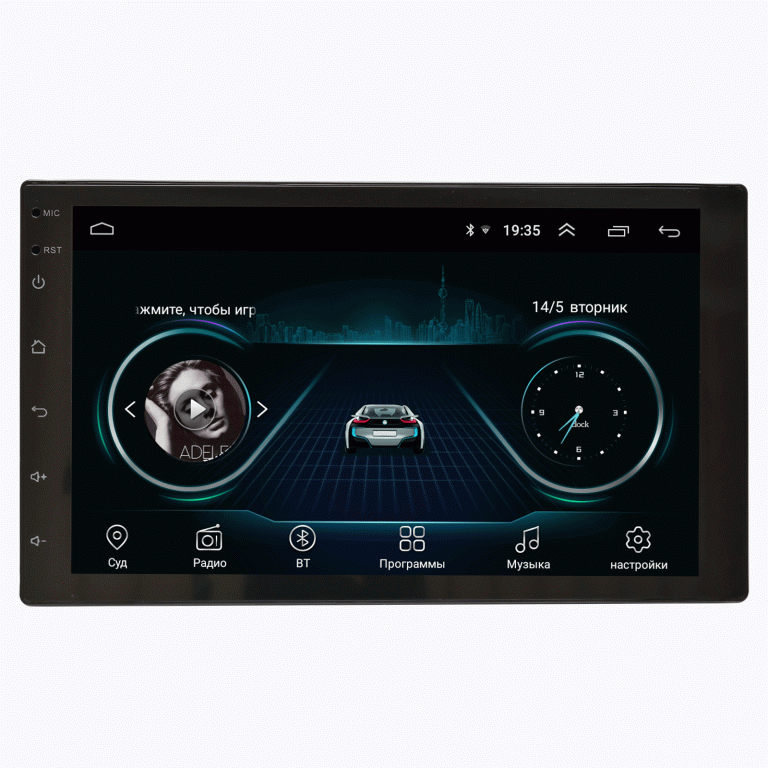 MIC
19:35
RST
жмите, чтобы игр
14/5 вторник
12
9
3
clock
6
ADELE
Суд
Радио
BT
Программы
Музыка
настройки